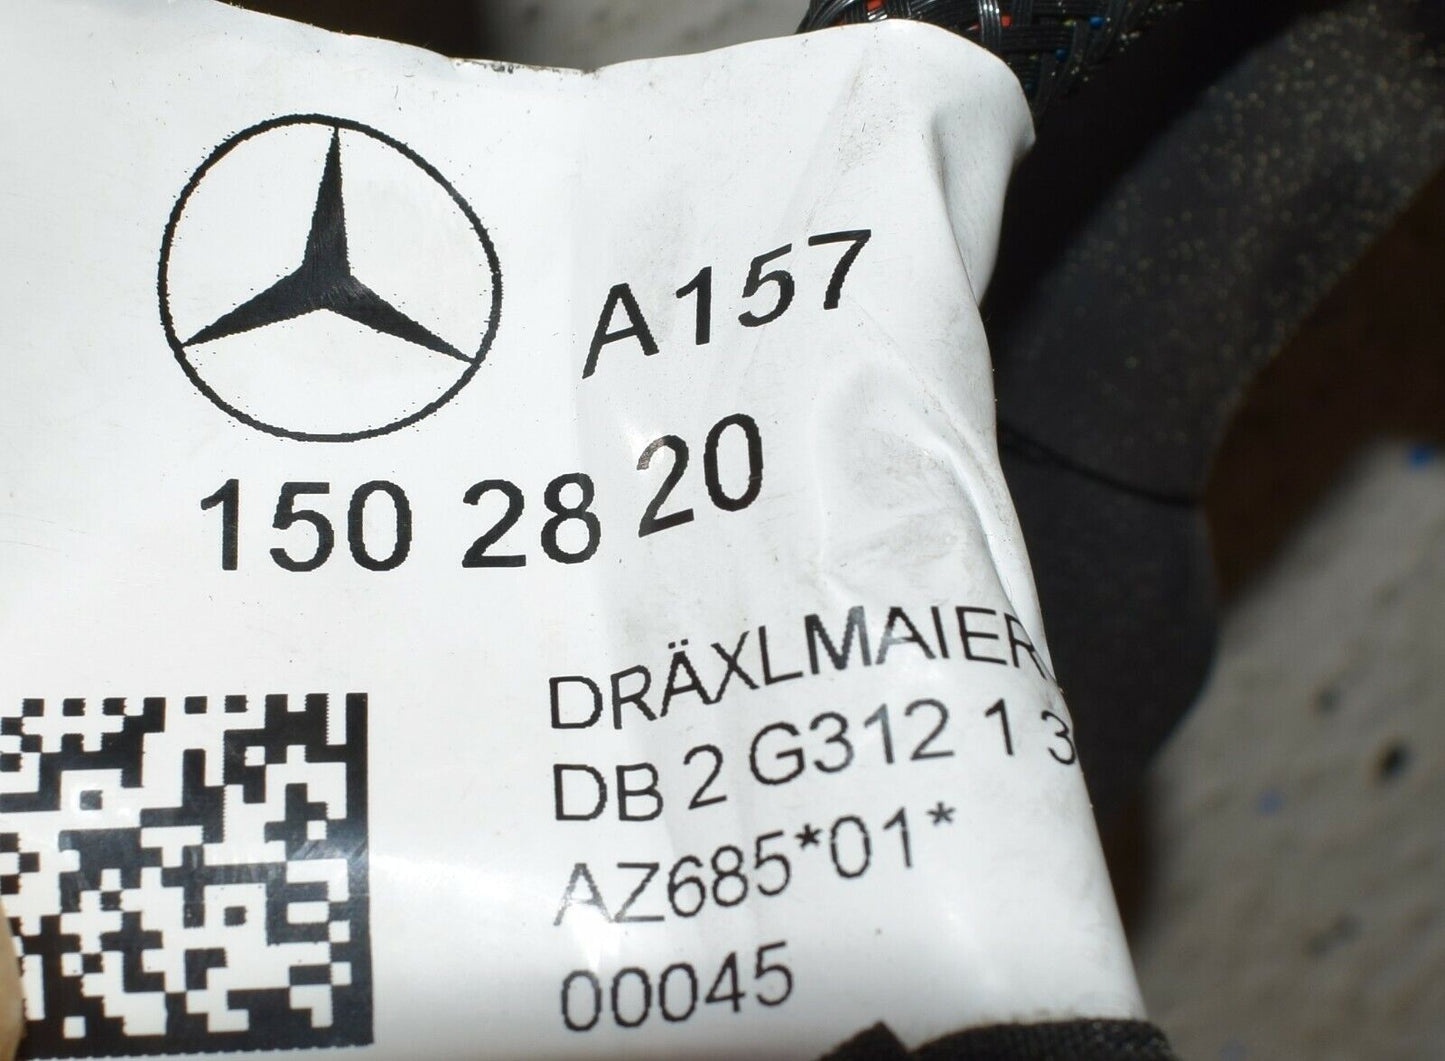 A157
150 28 20
DRÄXLMAIER
DB 2 G312 1 3
AZ685*01*
00045